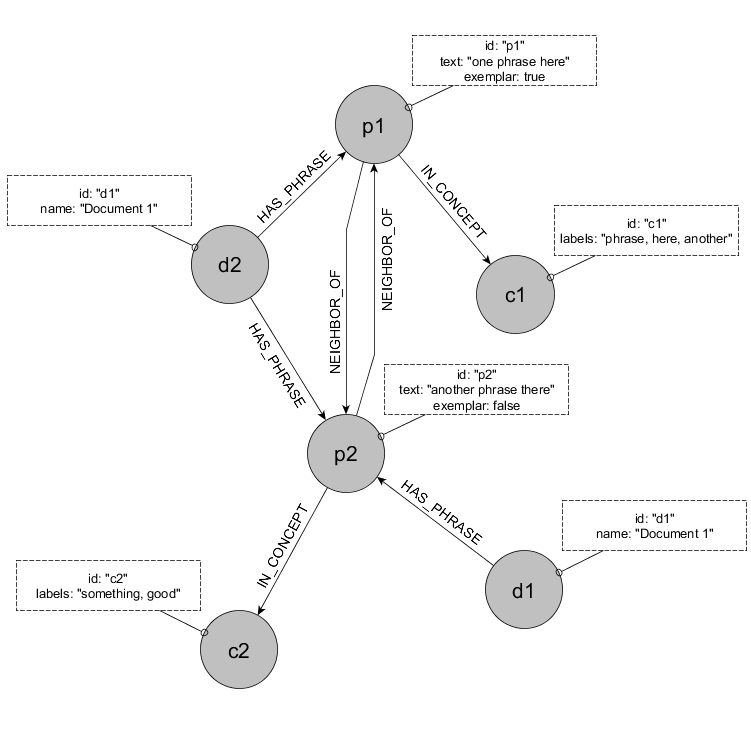 id: "p1"
text: "one phrase here"
exemplar: true
p1
HAS_PHRASE
IN_CONCEPT
id: "d1"
name: "Document 1"
id: "c1"
labels: "phrase, here, another"
d2
c1
NEIGHBOR_OF
NEIGHBOR_OF
HAS_PHRASE
id: "p2"
text: "another phrase there"
exemplar: false
p2
HAS_PHRASE
IN_CONCEPT
id: "d1"
name: "Document 1"
id: "c2"
labels: "something, good"
d1
c2